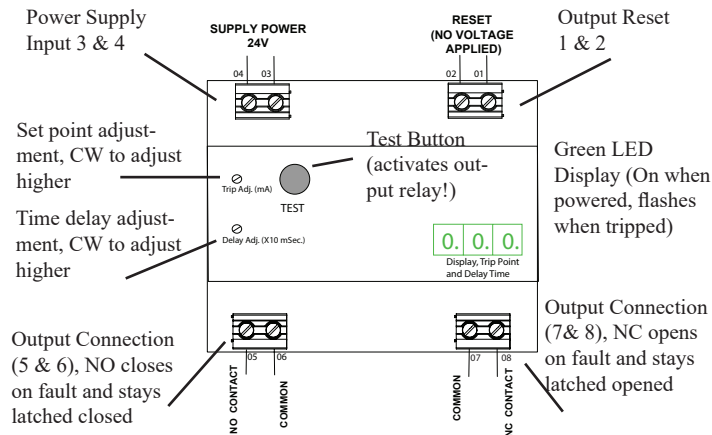 Power Supply
Input 3 & 4
SUPPLY POWER
24V
RESET
(NO VOLTAGE
APPLIED)
Output Reset
1 & 2
04
03
02
01
Set point adjust-
ment, CW to adjust
higher
Trip Adj. (mA)
TEST
Test Button
(activates out-
put relay!)
Green LED
Display (On when
powered, flashes
when tripped)
Time delay adjust-
ment, CW to adjust
higher
Delay Adj. (X10 mSec.)
0. 0. 0.
Display, Trip Point
and Delay Time
Output Connection
(5 & 6), NO closes
on fault and stays
latched closed
05
06
NO CONTACT
COMMON
07
08
COMMON
NC CONTACT
Output Connection
(7& 8), NC opens
on fault and stays
latched opened